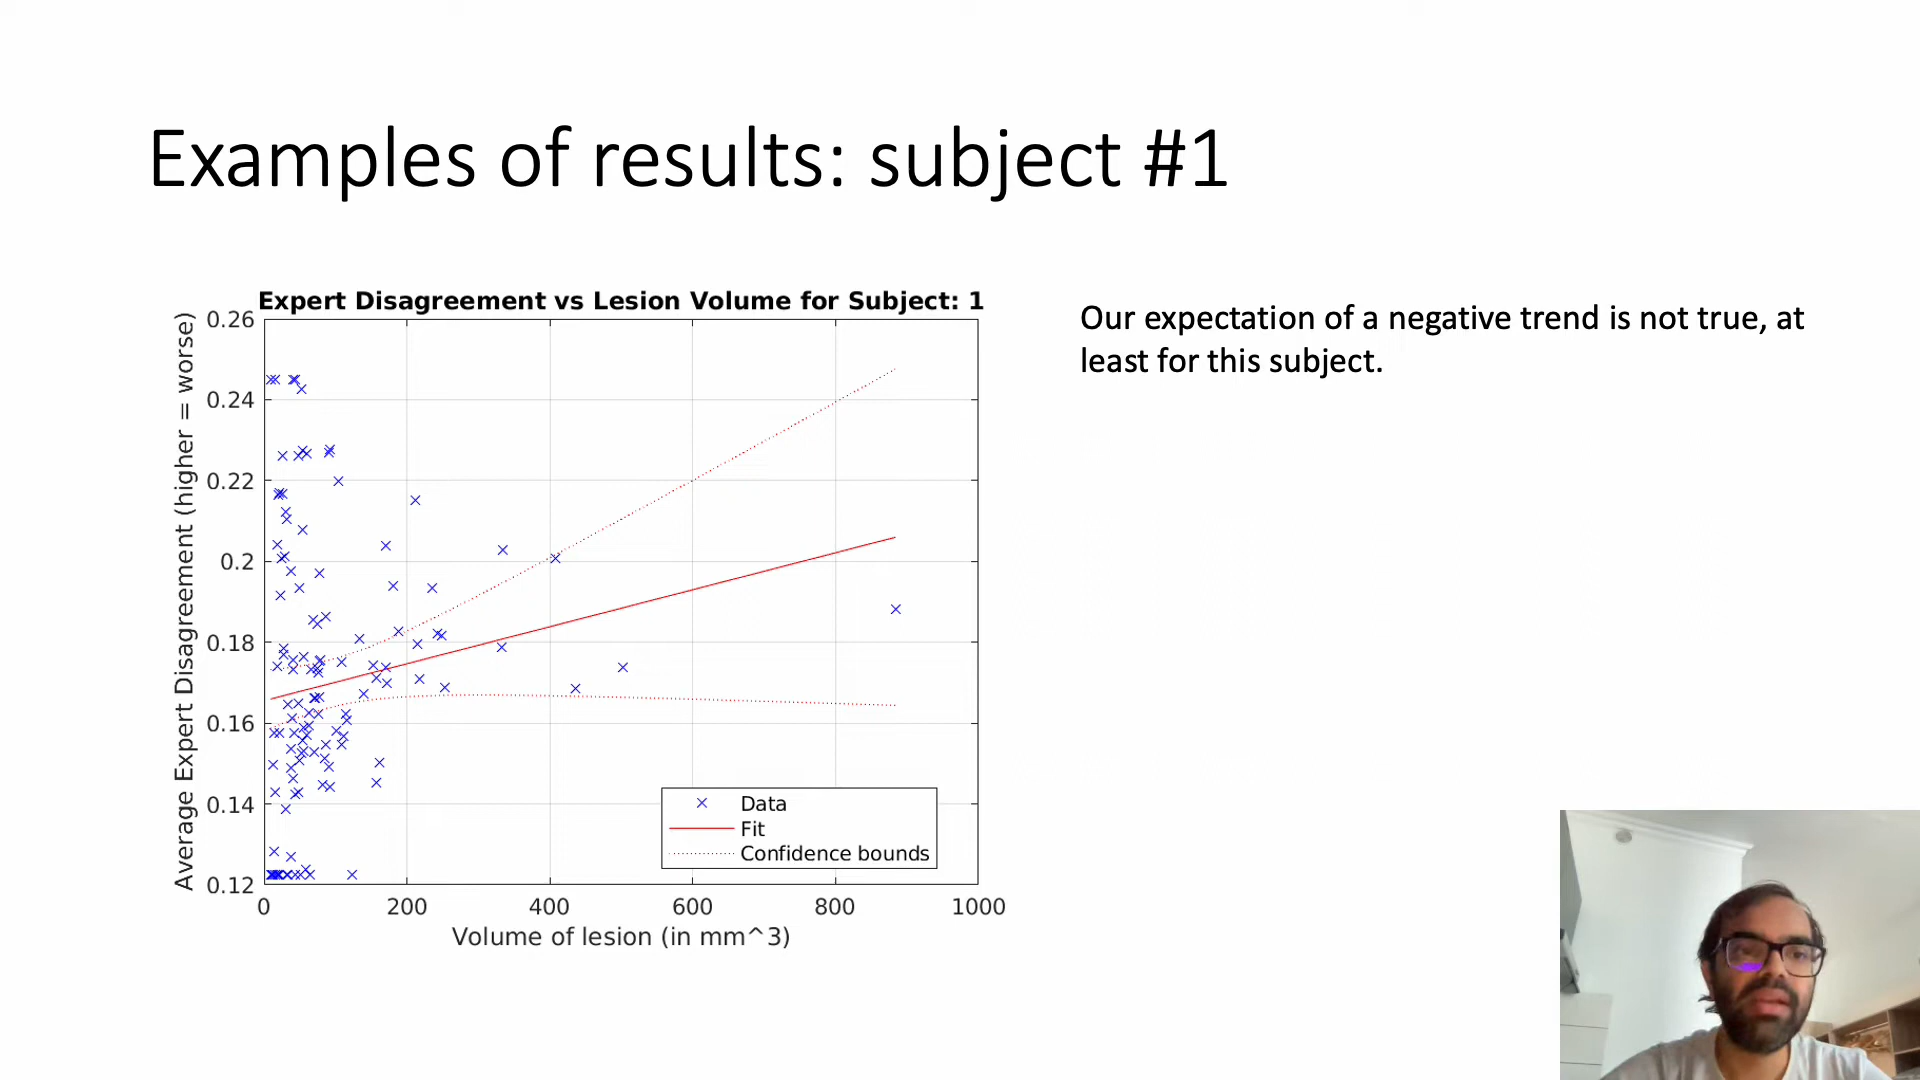 Examples of results: subject #1
Expert Disagreement vs Lesion Volume for Subject: 1
Our expectation of a negative trend is not true, at
least for this subject.
Average Expert Disagreement (higher = worse)
0.26
0.24
0.22
0.2
0.18
0.16
0.14
0.12
Data
Fit
Confidence bounds
0 200 400 600 800 1000
Volume of lesion (in mm^3)